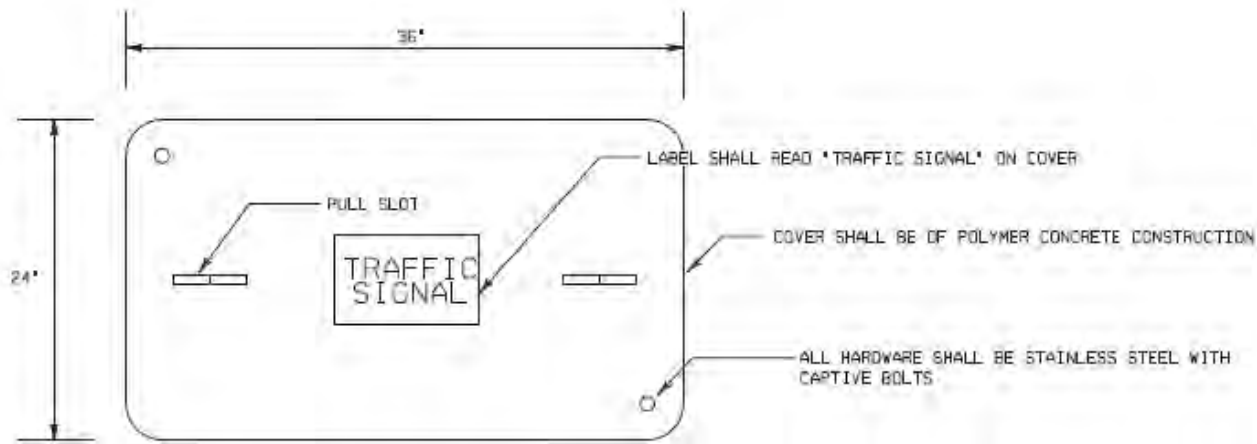 36"
LABEL SHALL READ "TRAFFIC SIGNAL" ON COVER
PULL SLOT
COVER SHALL BE OF POLYMER CONCRETE CONSTRUCTION
TRAFFIC
SIGNAL
24"
ALL HARDWARE SHALL BE STAINLESS STEEL WITH
CAPTIVE BOLTS